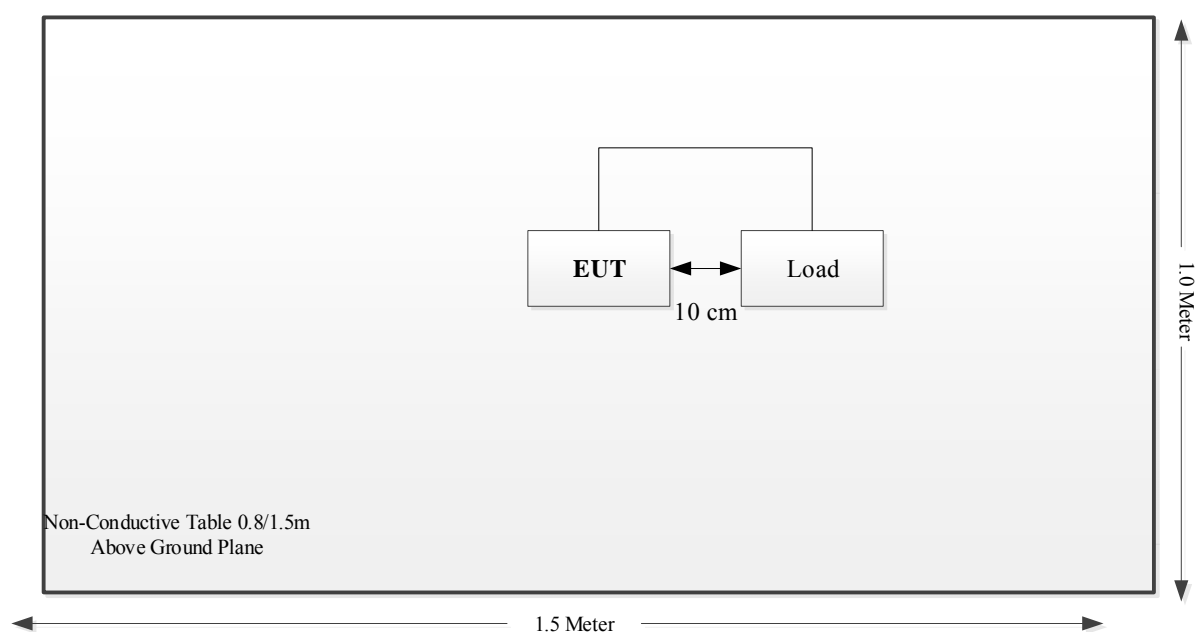 EUT
Load
10 cm
1.0 Meter
Non-Conductive Table 0.8/1.5m
Above Ground Plane
1.5 Meter